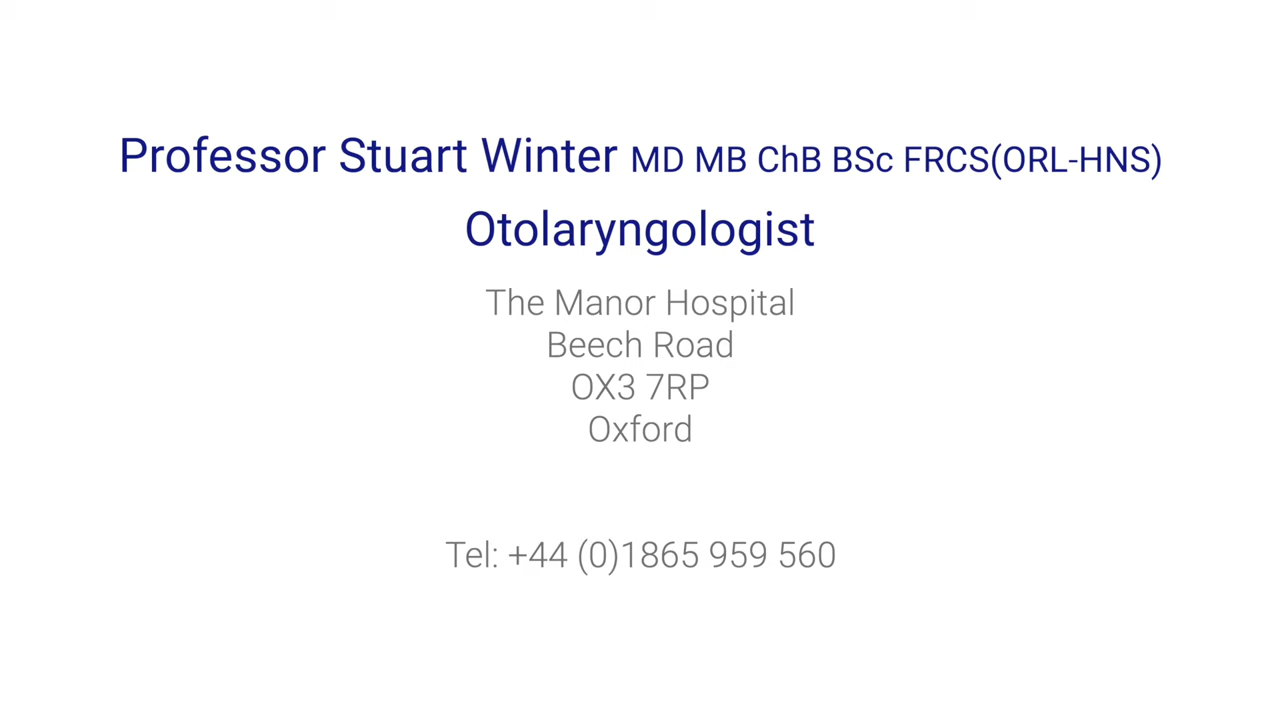 Professor Stuart Winter MD MB ChB BSc FRCS(ORL-HNS)
Otolaryngologist
The Manor Hospital
Beech Road
OX3 7RP
Oxford
Tel: +44 (0)1865 959 560